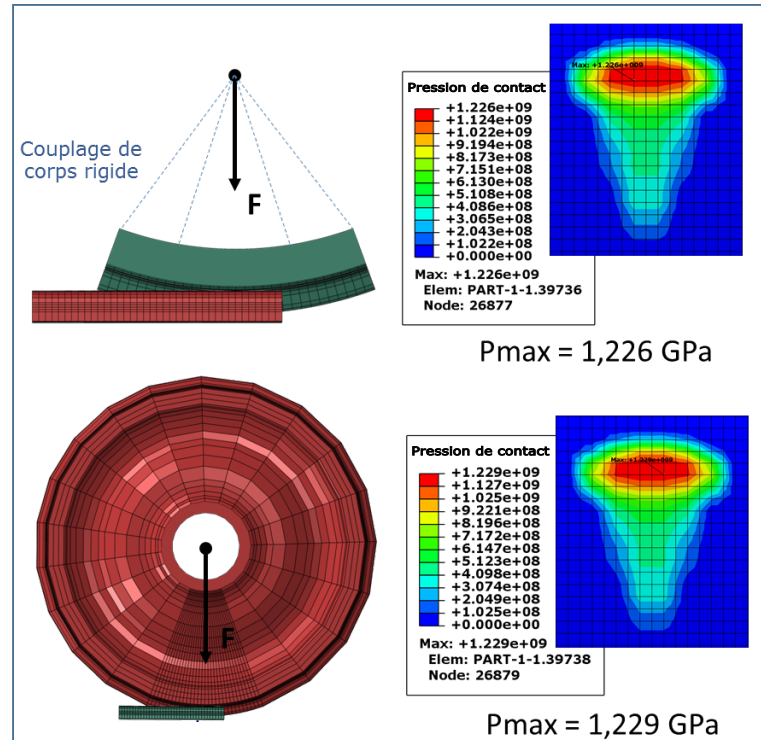 Couplage de
corps rigide
F
Pression de contact
+1.226e+09
+1.124e+09
+1.022e+09
+9.194e+08
+8.173e+08
+7.151e+08
+6.130e+08
+5.108e+08
+4.086e+08
+3.065e+08
+2.043e+08
+1.022e+08
+0.000e+00
Max: +1.226e+09
Elem: PART-1-1.39736
Node: 26877
Max: +1.226e+009
Pmax = 1,226 GPa
F
Pression de contact
+1.229e+09
+1.127e+09
+1.025e+09
+9.221e+08
+8.196e+08
+7.172e+08
+6.147e+08
+5.123e+08
+4.098e+08
+3.074e+08
+2.049e+08
+1.025e+08
+0.000e+00
Max: +1.229e+09
Elem: PART-1-1.39738
Node: 26879
Max: +1.229e+009
Pmax = 1,229 GPa